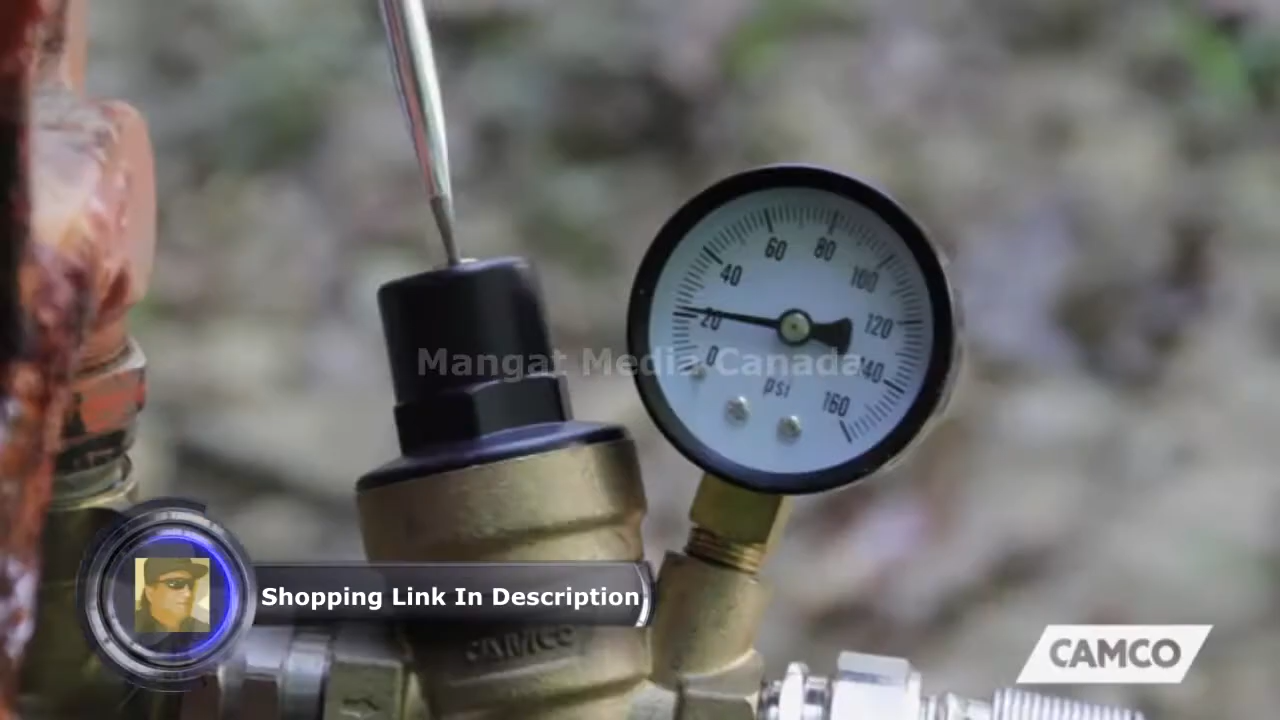 60 80
40 100
20 120
0 140
psi 160
Mangat Media Canada
Shopping Link In Description
CAMCO
CAMCO